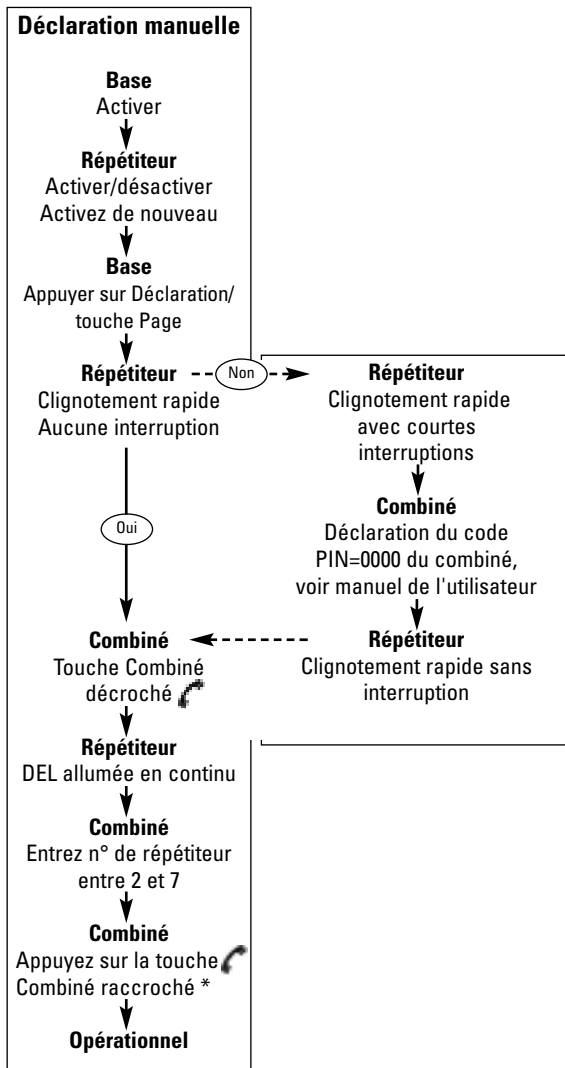 Déclaration manuelle
Base
Activer
Répétiteur
Activer/désactiver
Activez de nouveau
Base
Appuyer sur Déclaration/
touche Page
Répétiteur
Clignotement rapide
Aucune interruption
Non
Répétiteur
Clignotement rapide
avec courtes
interruptions
Combiné
Déclaration du code
PIN=0000 du combiné,
voir manuel de l'utilisateur
Répétiteur
Clignotement rapide sans
interruption
Oui
Combiné
Touche Combiné
décroché
Répétiteur
DEL allumée en continu
Combiné
Entrez n° de répétiteur
entre 2 et 7
Combiné
Appuyez sur la touche
Combiné raccroché *
Opérationnel